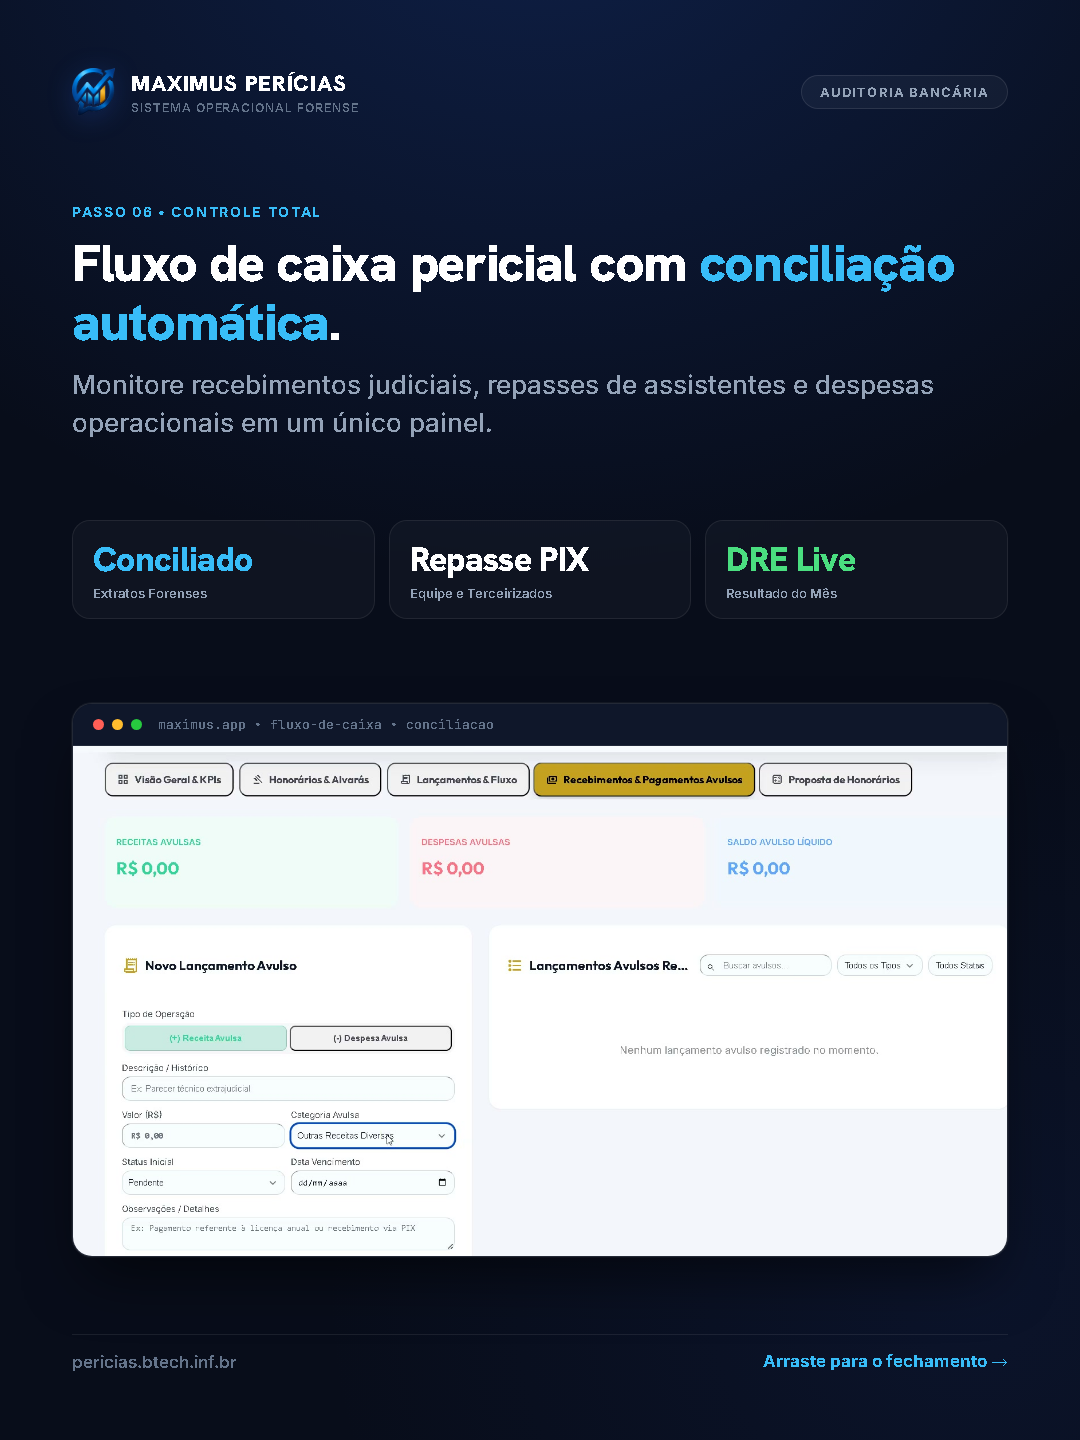 MAXIMUS PERÍCIAS
SISTEMA OPERACIONAL FORENSE
AUDITORIA BANCÁRIA
PASSO 06 • CONTROLE TOTAL
Fluxo de caixa pericial com conciliação
automática.
Monitore recebimentos judiciais, repasses de assistentes e despesas
operacionais em um único painel.
Conciliado
Extratos Forenses
Repasse PIX
Equipe e Terceirizados
DRE Live
Resultado do Mês
maximus.app • fluxo-de-caixa • conciliacao
Visão Geral & KPIs
Honorários & Alvarás
Lançamentos & Fluxo
Recebimentos & Pagamentos Avulsos
Proposta de Honorários
RECEITAS AVULSAS
R$ 0,00
DESPESAS AVULSAS
R$ 0,00
SALDO AVULSO LÍQUIDO
R$ 0,00
Novo Lançamento Avulso
Tipo de Operação
(+) Receita Avulsa
(-) Despesa Avulsa
Descrição / Histórico
Ex: Parecer técnico extrajudicial
Valor (R$)
R$ 0,00
Categoria Avulsa
Outras Receitas Diversas
Status Inicial
Pendente
Data Vencimento
dd/mm/aaaa
Observações / Detalhes
Ex: Pagamento referente à licença anual ou recebimento via PIX
Lançamentos Avulsos Re...
Buscar avulsos...
Todos os Tipos
Todos Status
Nenhum lançamento avulso registrado no momento.
pericias.btech.inf.br
Arraste para o fechamento →